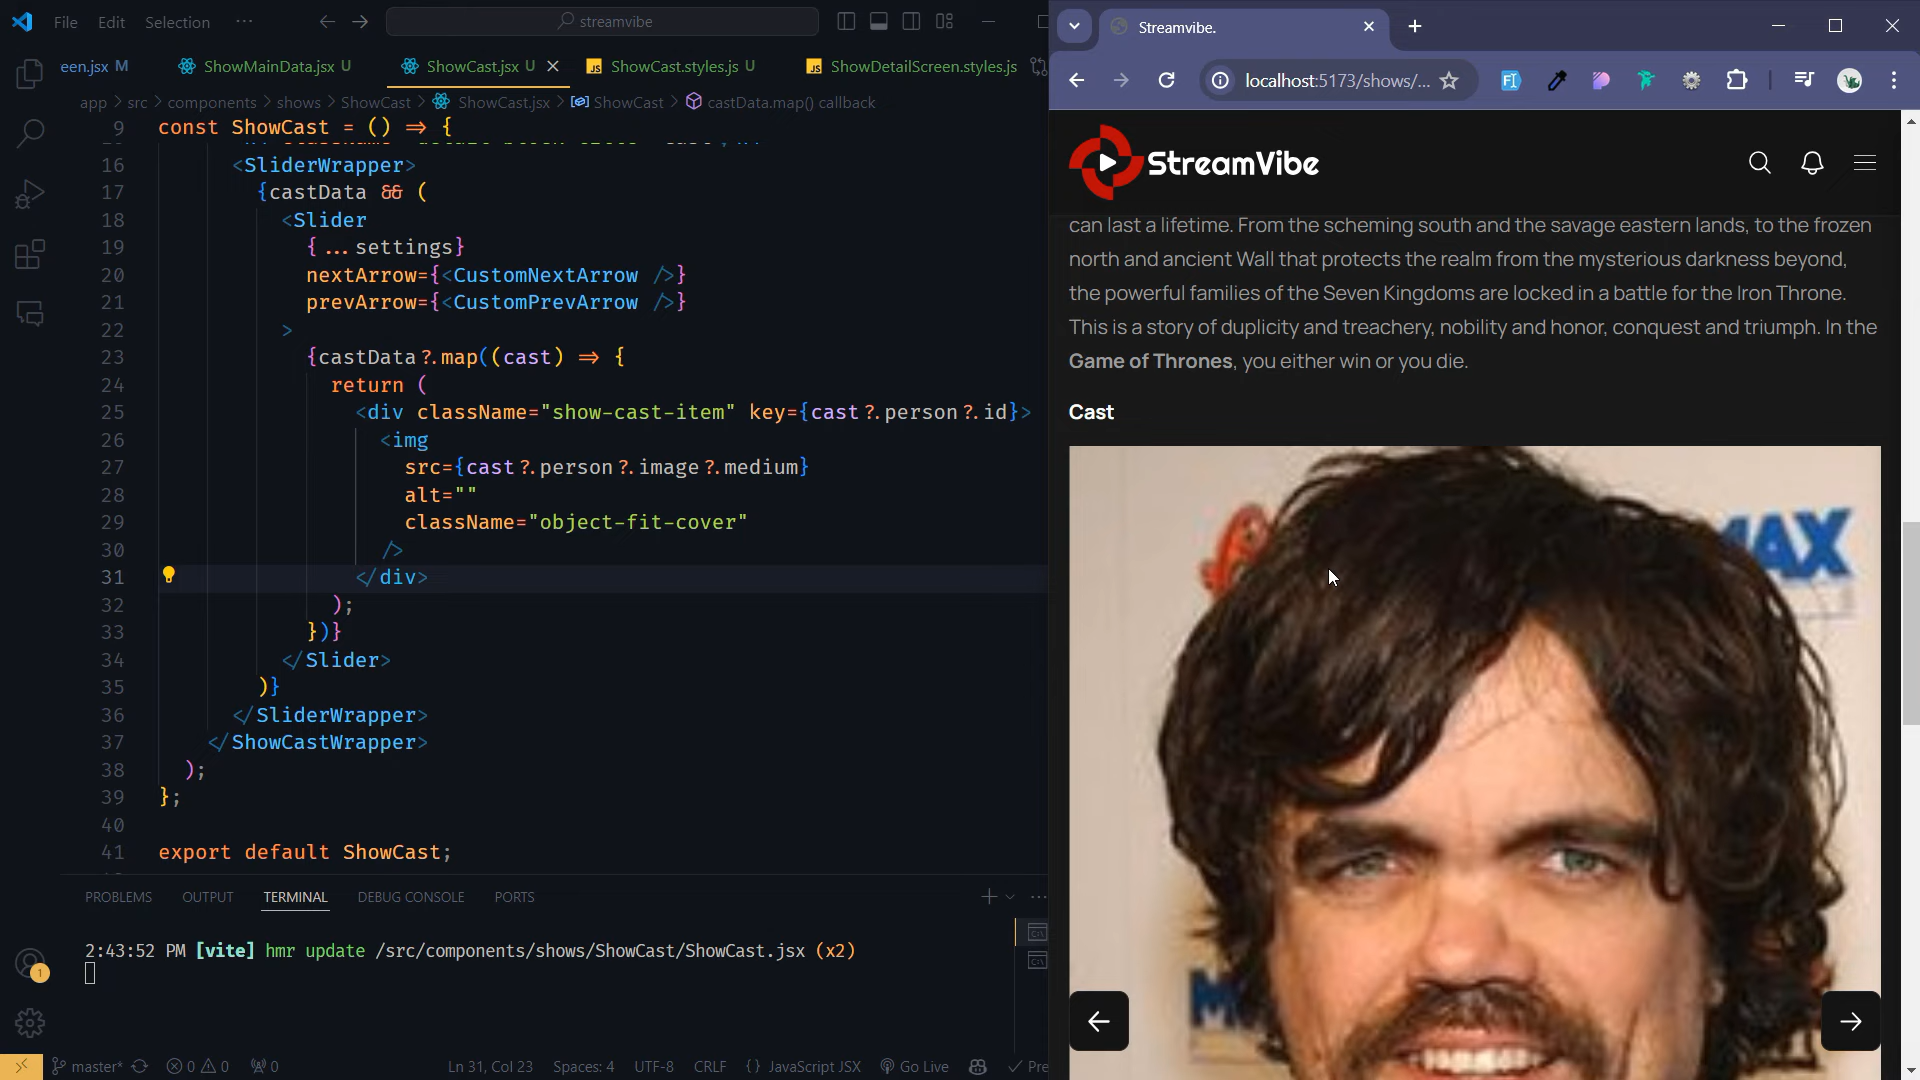 File Edit Selection ··· streamvibe
een.jsx M ShowMainData.jsx U ShowCast.jsx U ShowCast.styles.js U ShowDetailScreen.styles.js
app > src > components > shows > ShowCast > ShowCast.jsx > ShowCast > castData.map() callback
9 const ShowCast = () => {
16 <SliderWrapper>
17 {castData && (
18 <Slider
19 {...settings}
20 nextArrow={<CustomNextArrow />}
21 prevArrow={<CustomPrevArrow />}
22 >
23 {castData?.map((cast) => {
24 return (
25 <div className="show-cast-item" key={cast?.person?.id}>
26 <img
27 src={cast?.person?.image?.medium}
28 alt=""
29 className="object-fit-cover"
30 />
31 </div>
32 );
33 })}
34 </Slider>
35 )}
36 </SliderWrapper>
37 </ShowCastWrapper>
38 );
39 };
40
41 export default ShowCast;
PROBLEMS OUTPUT TERMINAL DEBUG CONSOLE PORTS
2:43:52 PM [vite] hmr update /src/components/shows/ShowCast/ShowCast.jsx (x2)
1
master* 0 0 0 Ln 31, Col 23 Spaces: 4 UTF-8 CRLF {} JavaScript JSX Go Live Pre
Streamvibe.
localhost:5173/shows/...
StreamVibe
can last a lifetime. From the scheming south and the savage eastern lands, to the frozen
north and ancient Wall that protects the realm from the mysterious darkness beyond,
the powerful families of the Seven Kingdoms are locked in a battle for the Iron Throne.
This is a story of duplicity and treachery, nobility and honor, conquest and triumph. In the
Game of Thrones, you either win or you die.
Cast